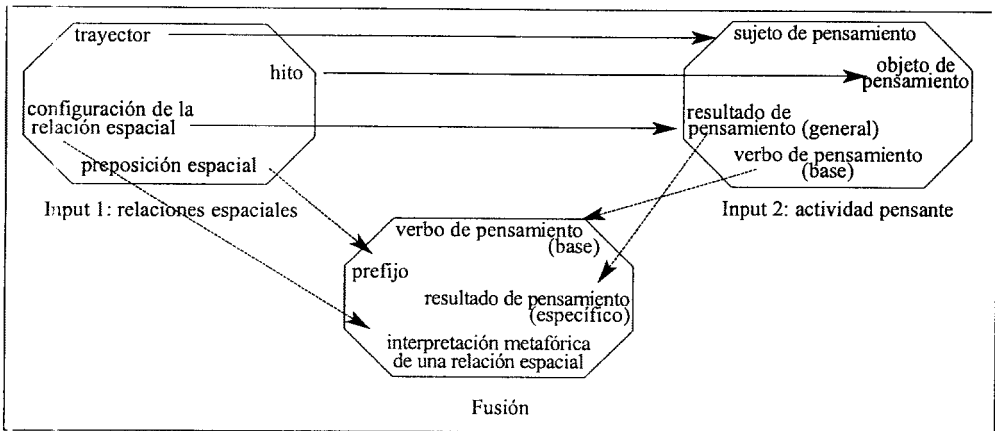 trayector
hito
configuración de la
relación espacial
preposición espacial
Input 1: relaciones espaciales
sujeto de pensamiento
objeto de
pensamiento
resultado de
pensamiento (general)
verbo de pensamiento
(base)
Input 2: actividad pensante
verbo de pensamiento
(base)
prefijo
resultado de pensamiento
(específico)
interpretación metafórica
de una relación espacial
Fusión